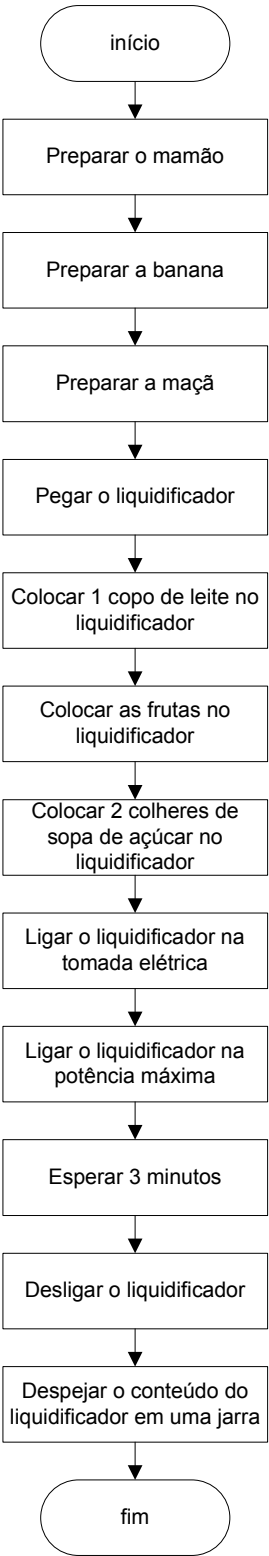 início
Preparar o mamão
Preparar a banana
Preparar a maçã
Pegar o liquidificador
Colocar 1 copo de leite no
liquidificador
Colocar as frutas no
liquidificador
Colocar 2 colheres de
sopa de açúcar no
liquidificador
Ligar o liquidificador na
tomada elétrica
Ligar o liquidificador na
potência máxima
Esperar 3 minutos
Desligar o liquidificador
Despejar o conteúdo do
liquidificador em uma jarra
fim